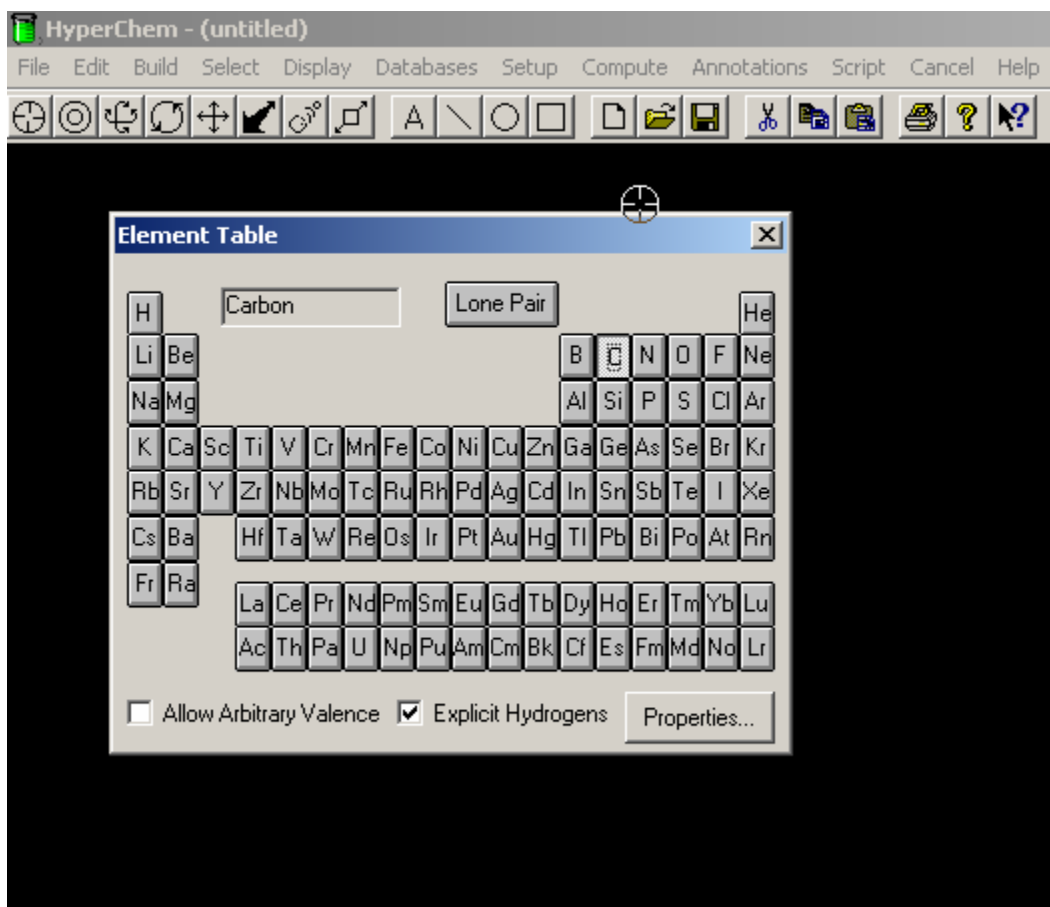 HyperChem - (untitled)
File Edit Build Select Display Databases Setup Compute Annotations Script Cancel Help
A
Element Table
Carbon Lone Pair
H He
Li Be B C N O F Ne
Na Mg Al Si P S Cl Ar
K Ca Sc Ti V Cr Mn Fe Co Ni Cu Zn Ga Ge As Se Br Kr
Rb Sr Y Zr Nb Mo Tc Ru Rh Pd Ag Cd In Sn Sb Te I Xe
Cs Ba Hf Ta W Re Os Ir Pt Au Hg Tl Pb Bi Po At Rn
Fr Ra
La Ce Pr Nd Pm Sm Eu Gd Tb Dy Ho Er Tm Yb Lu
Ac Th Pa U Np Pu Am Cm Bk Cf Es Fm Md No Lr
Allow Arbitrary Valence Explicit Hydrogens Properties...